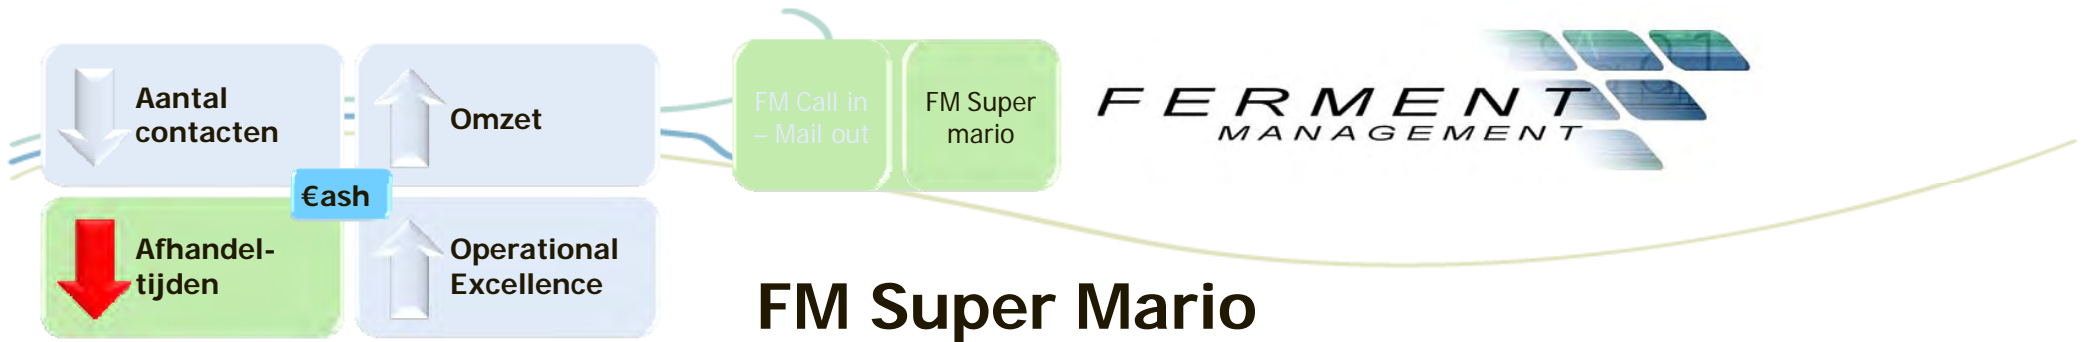 Aantal
contacten
Omzet
€ash
Afhandel-
tijden
Operational
Excellence
FM Call in
– Mail out
FM Super
mario
FERMENT
MANAGEMENT
FM Super Mario